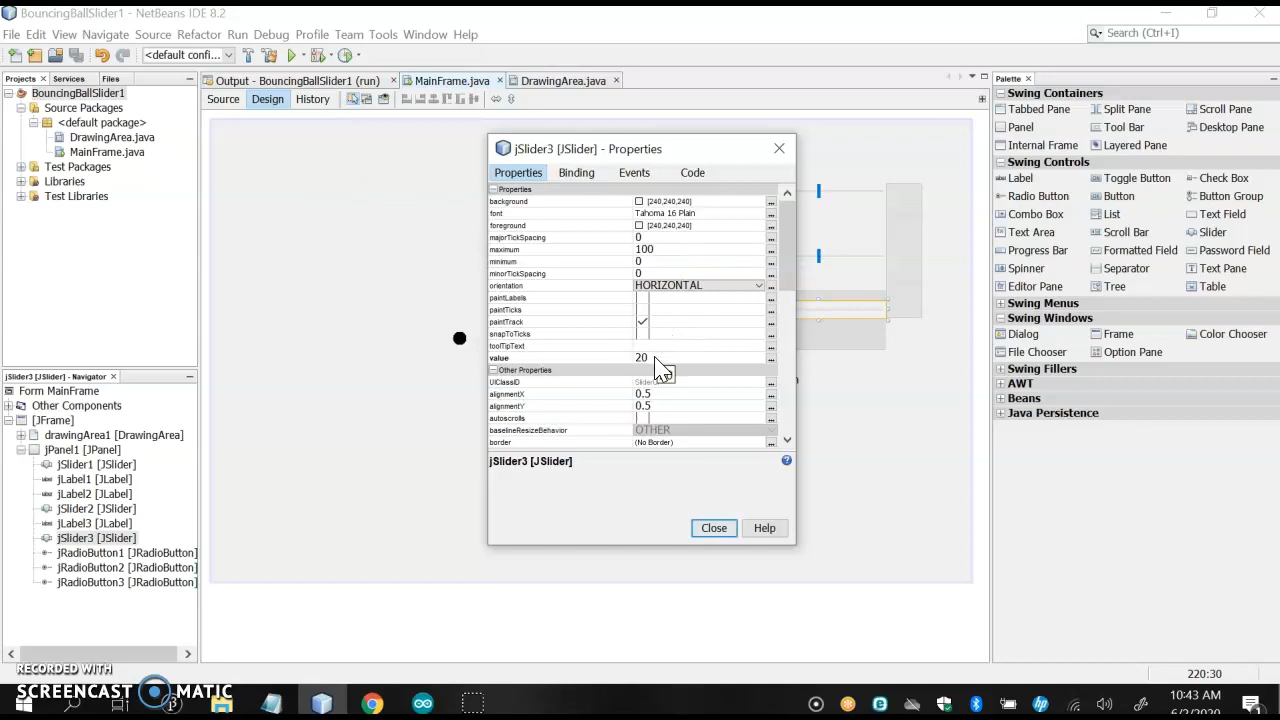 BouncingBallSlider1 - NetBeans IDE 8.2
File Edit View Navigate Source Refactor Run Debug Profile Team Tools Window Help
Search (Ctrl+I)
<default confi...
Projects Services Files
Output - BouncingBallSlider1 (run) MainFrame.java DrawingArea.java
Palette
Source Design History
BouncingBallSlider1
Source Packages
<default package>
DrawingArea.java
MainFrame.java
Test Packages
Libraries
Test Libraries
jSlider3 [JSlider] - Navigator
Form MainFrame
Other Components
[JFrame]
drawingArea1 [DrawingArea]
jPanel1 [JPanel]
jSlider1 [JSlider]
jLabel1 [JLabel]
jLabel2 [JLabel]
jSlider2 [JSlider]
jLabel3 [JLabel]
jSlider3 [JSlider]
jRadioButton1 [JRadioButton]
jRadioButton2 [JRadioButton]
jRadioButton3 [JRadioButton]
jSlider3 [JSlider] - Properties
Properties Binding Events Code
Properties
background [240,240,240] ...
font Tahoma 16 Plain ...
foreground [240,240,240] ...
majorTickSpacing 0 ...
maximum 100 ...
minimum 0 ...
minorTickSpacing 0 ...
orientation HORIZONTAL ...
paintLabels ...
paintTicks ...
paintTrack ...
snapToTicks ...
toolTipText ...
value 20 ...
Other Properties
UIClassID ...
alignmentX 0.5 ...
alignmentY 0.5 ...
autoscrolls ...
baselineResizeBehavior OTHER ...
border (No Border) ...
jSlider3 [JSlider]
Close Help
Swing Containers
Tabbed Pane Split Pane Scroll Pane
Panel Tool Bar Desktop Pane
Internal Frame Layered Pane
Swing Controls
Label Toggle Button Check Box
Radio Button Button Button Group
Combo Box List Text Field
Text Area Scroll Bar Slider
Progress Bar Formatted Field Password Field
Spinner Separator Text Pane
Editor Pane Tree Table
Swing Menus
Swing Windows
Dialog Frame Color Chooser
File Chooser Option Pane
Swing Fillers
AWT
Beans
Java Persistence
220:30
RECORDED WITH
SCREENCAST MATIC
10:43 AM